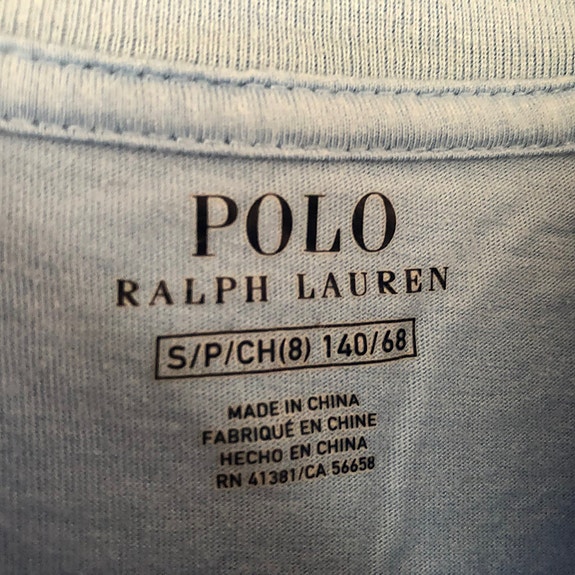 POLO
RALPH LAUREN
S/P/CH(8) 140/68
MADE IN CHINA
FABRIQUÉ EN CHINE
HECHO EN CHINA
RN 41381/CA 56658